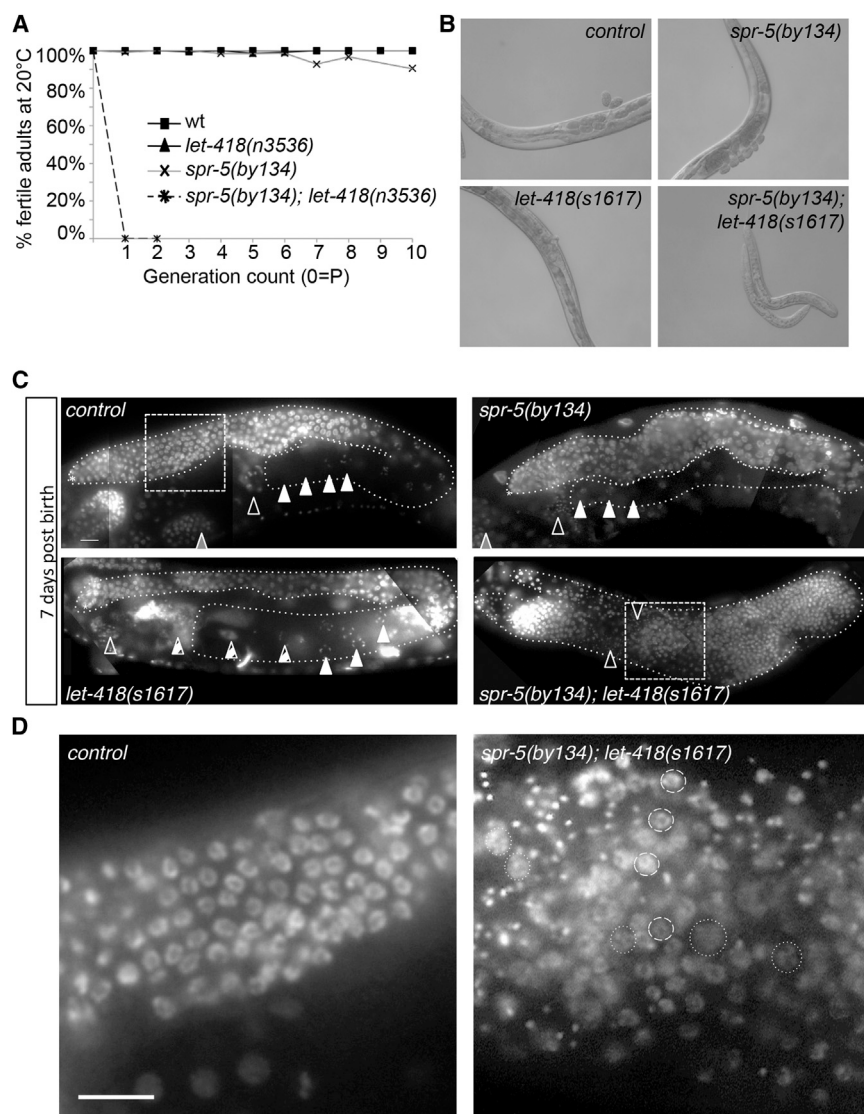 A
% fertile adults at 20°C
100%
80%
60%
40%
20%
0%
wt
let-418(n3536)
spr-5(by134)
spr-5(by134); let-418(n3536)
1 2 3 4 5 6 7 8 9 10
Generation count (0=P)
B
control
spr-5(by134)
let-418(s1617)
spr-5(by134);
let-418(s1617)
C
7 days post birth
control
spr-5(by134)
let-418(s1617)
spr-5(by134); let-418(s1617)
D
control
spr-5(by134); let-418(s1617)